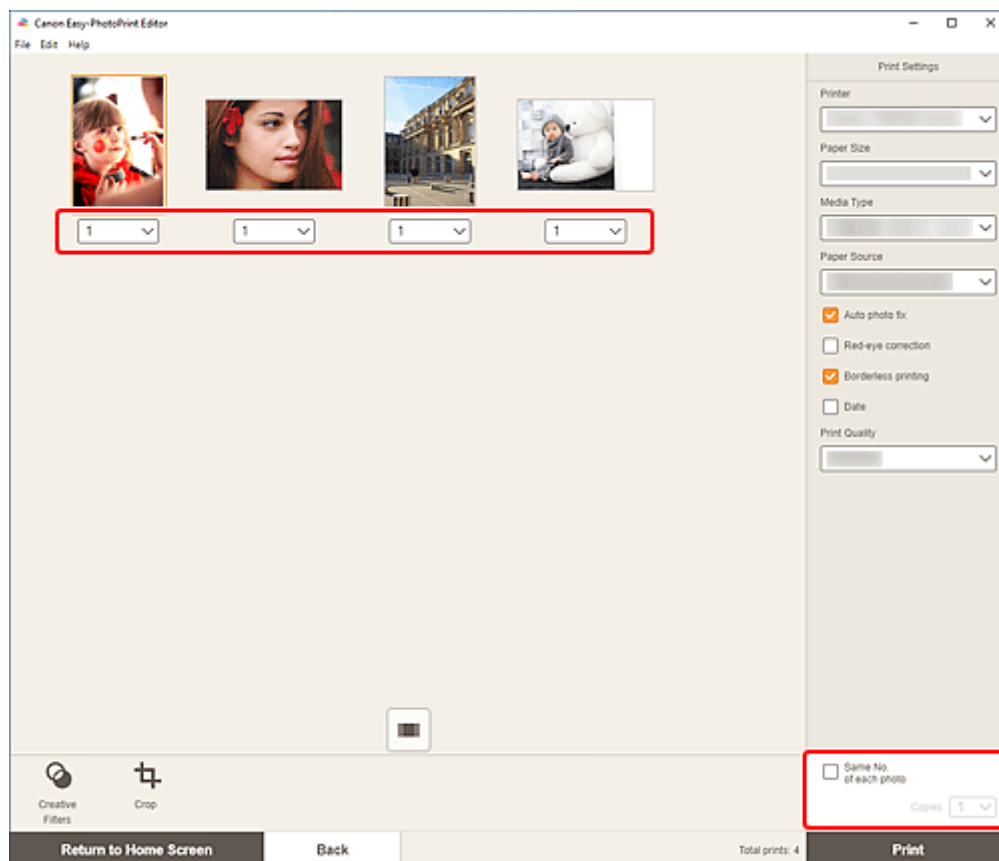 Canon Easy-PhotoPrint Editor
File Edit Help
Print Settings
Printer
Paper Size
Media Type
Paper Source
Auto photo fix
Red-eye correction
Borderless printing
Date
Print Quality
1 1 1 1
Same No.
of each photo
Copies 1
Creative
Filters
Crop
Return to Home Screen Back Total prints: 4 Print